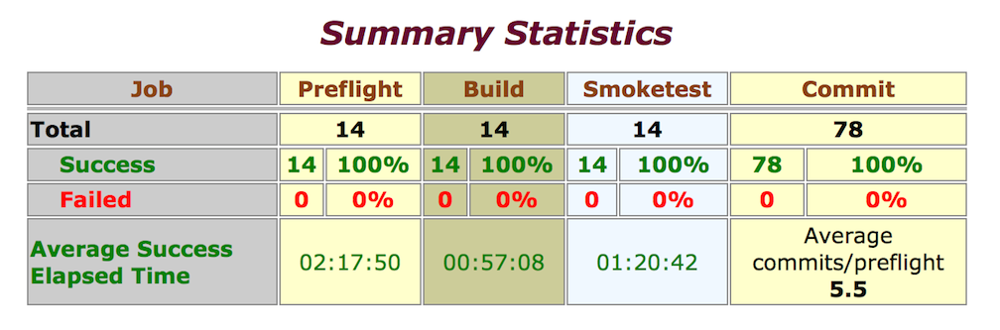 Summary Statistics
Job Preflight Build Smoketest Commit
Total 14 14 14 78
Success 14 100% 14 100% 14 100% 78 100%
Failed 0 0% 0 0% 0 0% 0 0%
Average Success
Elapsed Time
02:17:50 00:57:08 01:20:42
Average
commits/preflight
5.5